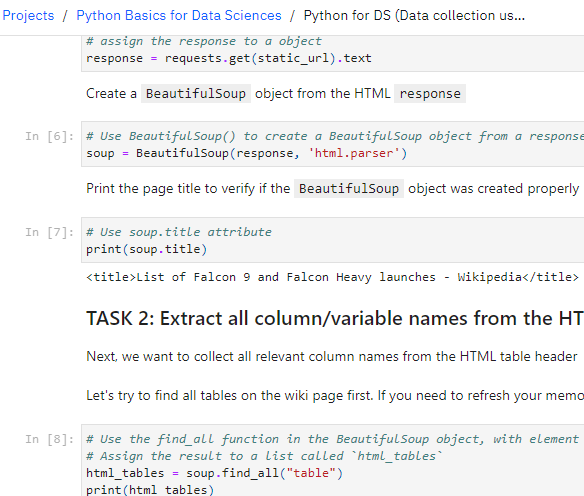 Projects / Python Basics for Data Sciences / Python for DS (Data collection us...
# assign the response to a object
response = requests.get(static_url).text
Create a BeautifulSoup object from the HTML response
In [6]: # Use BeautifulSoup() to create a BeautifulSoup object from a response
soup = BeautifulSoup(response, 'html.parser')
Print the page title to verify if the BeautifulSoup object was created properly
In [7]: # Use soup.title attribute
print(soup.title)
<title>List of Falcon 9 and Falcon Heavy launches - Wikipedia</title>
TASK 2: Extract all column/variable names from the HT
Next, we want to collect all relevant column names from the HTML table header
Let's try to find all tables on the wiki page first. If you need to refresh your memo
In [8]: # Use the find_all function in the BeautifulSoup object, with element
# Assign the result to a list called `html_tables`
html_tables = soup.find_all("table")
print(html_tables)